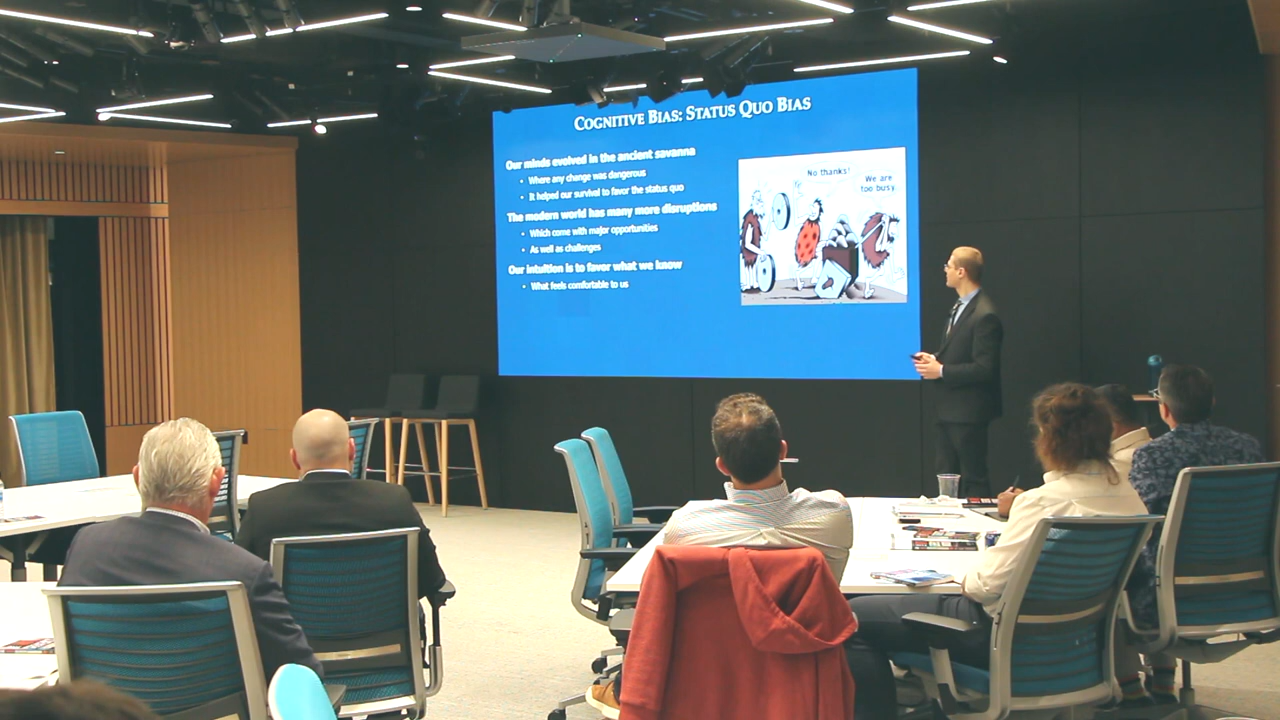 COGNITIVE BIAS: STATUS QUO BIAS
Our minds evolved in the ancient savanna
• Where any change was dangerous
• It helped our survival to favor the status quo
The modern world has many more disruptions
• Which come with major opportunities
• As well as challenges
Our intuition is to favor what we know
• What feels comfortable to us
No thanks!
We are
too busy